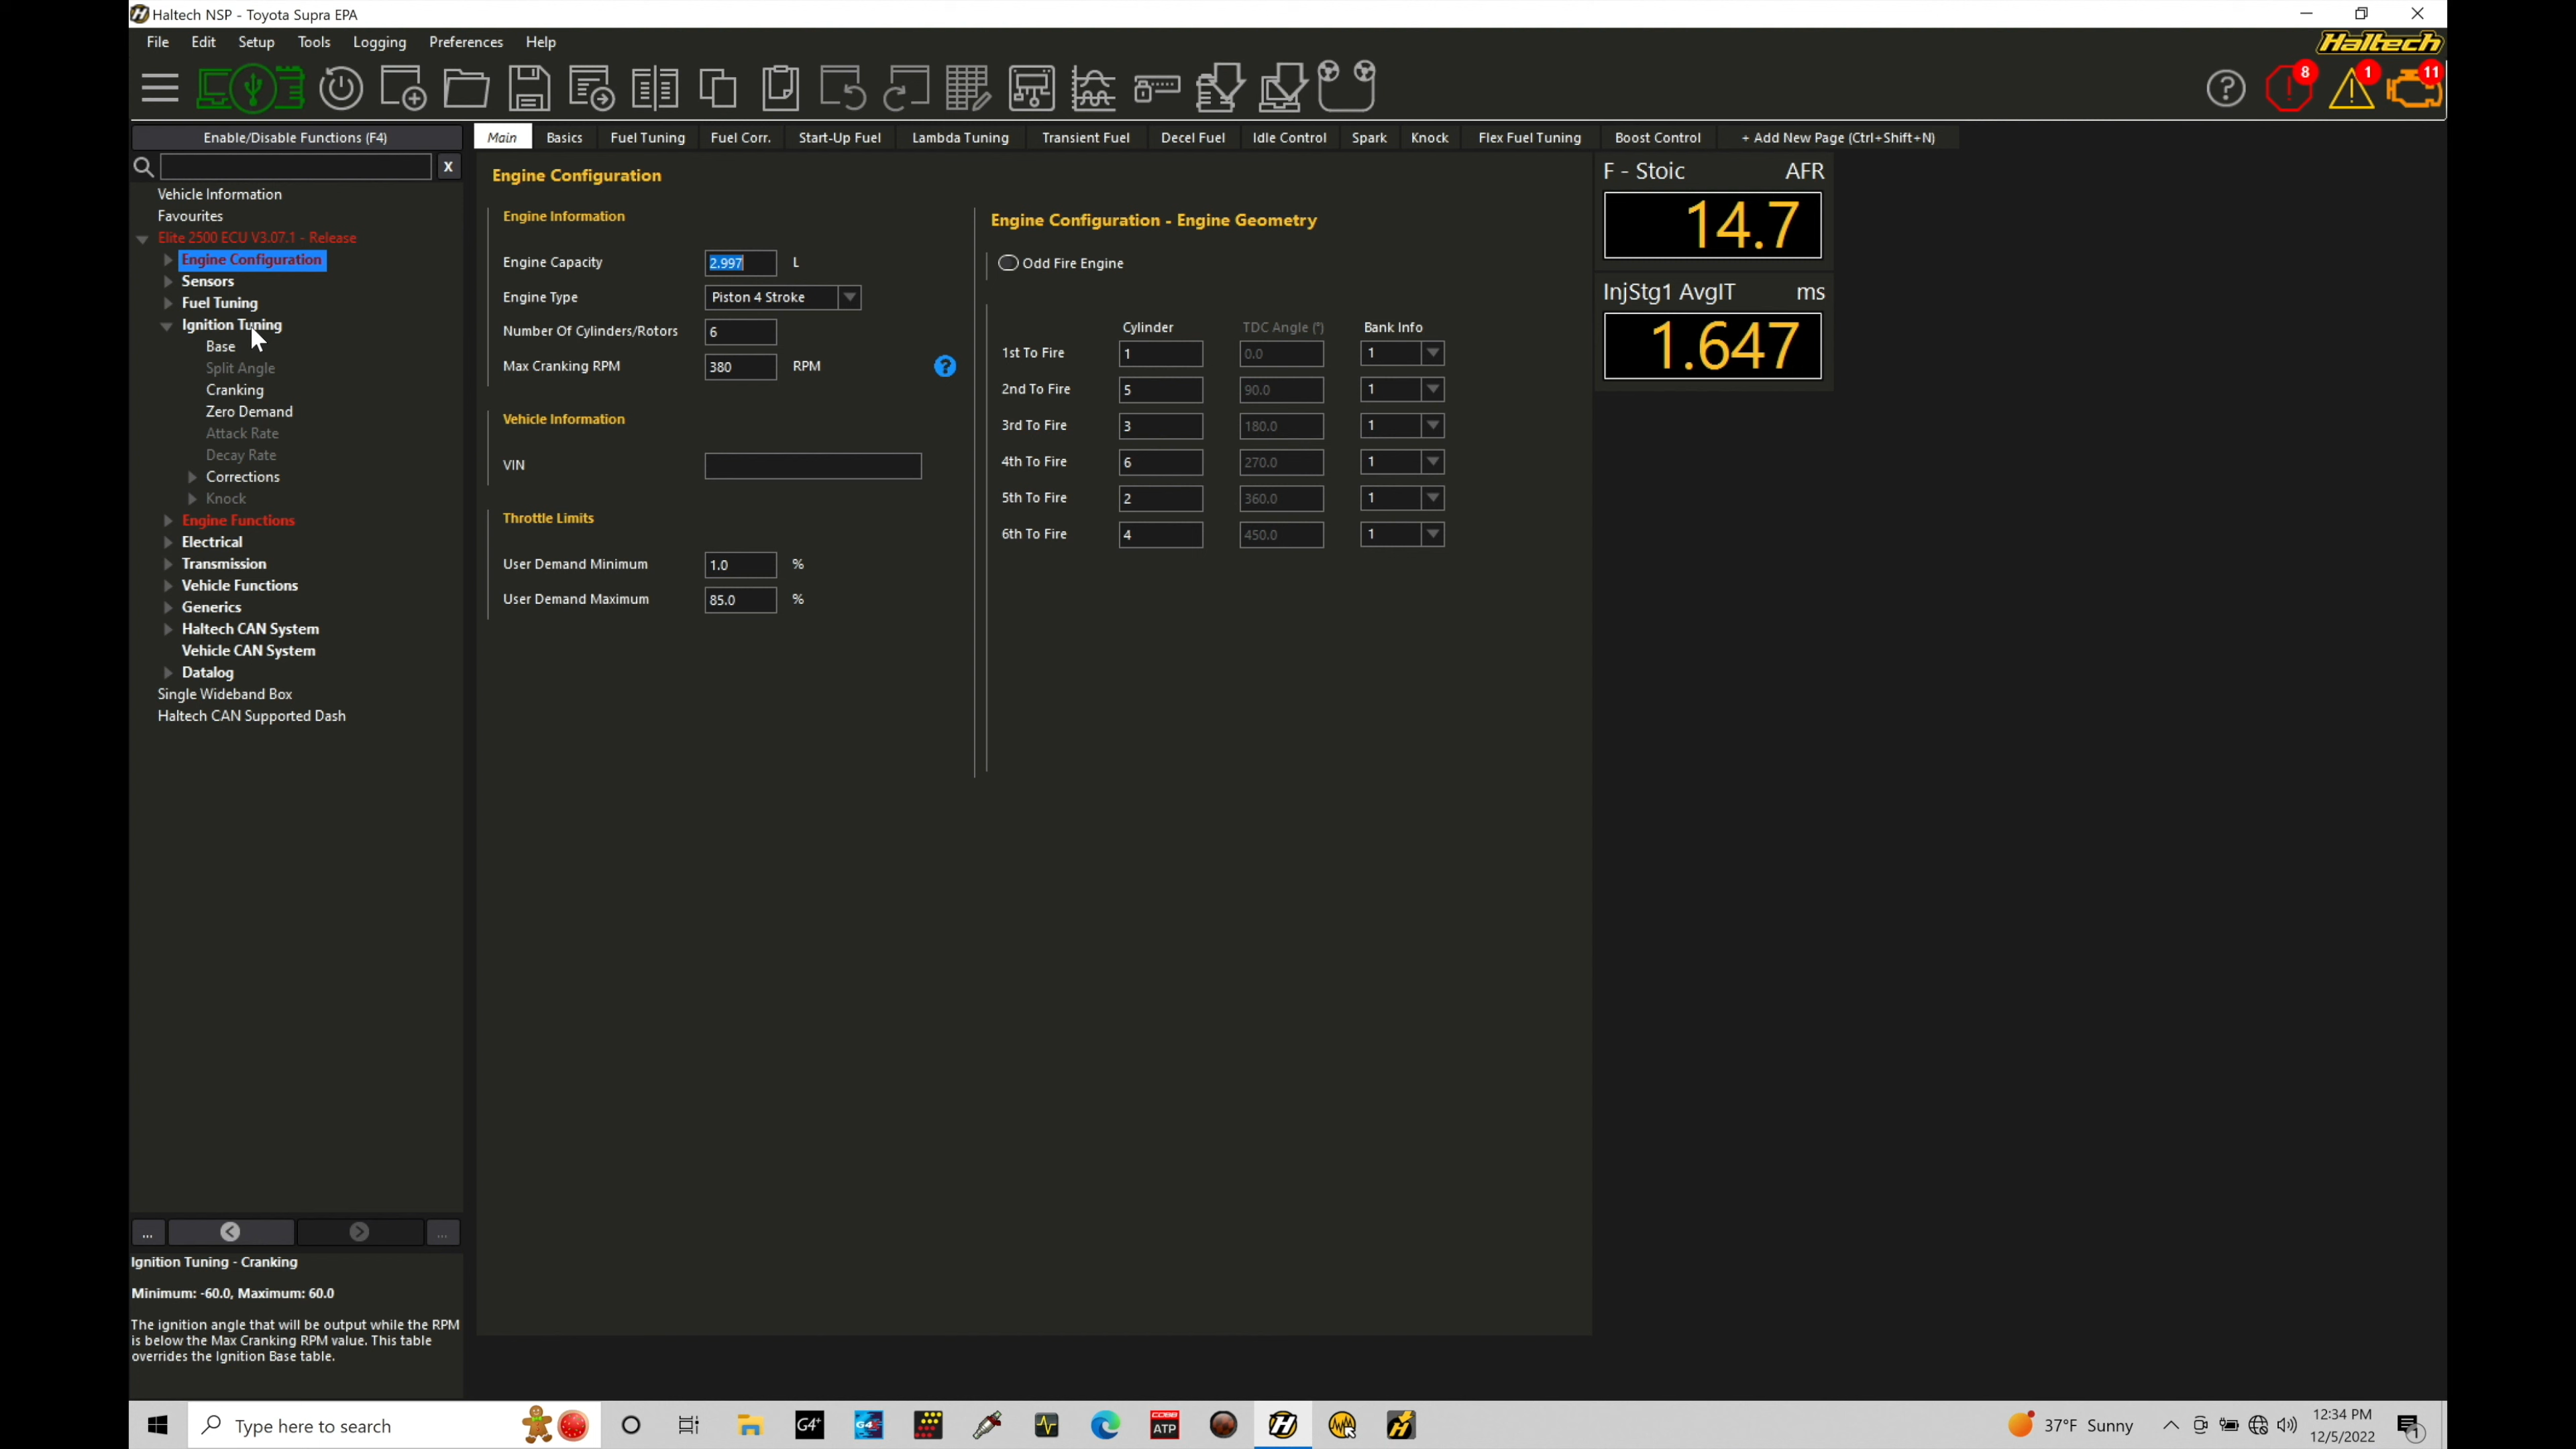 Haltech NSP - Toyota Supra EPA
File Edit Setup Tools Logging Preferences Help
Haltech
8 1 11
Enable/Disable Functions (F4)
Main Basics Fuel Tuning Fuel Corr. Start-Up Fuel Lambda Tuning Transient Fuel Decel Fuel Idle Control Spark Knock Flex Fuel Tuning Boost Control + Add New Page (Ctrl+Shift+N)
X
Vehicle Information
Favourites
Elite 2500 ECU V3.07.1 - Release
Engine Configuration
Sensors
Fuel Tuning
Ignition Tuning
Base
Split Angle
Cranking
Zero Demand
Attack Rate
Decay Rate
Corrections
Knock
Engine Functions
Electrical
Transmission
Vehicle Functions
Generics
Haltech CAN System
Vehicle CAN System
Datalog
Single Wideband Box
Haltech CAN Supported Dash
... ...
Ignition Tuning - Cranking
Minimum: -60.0, Maximum: 60.0
The ignition angle that will be output while the RPM
is below the Max Cranking RPM value. This table
overrides the Ignition Base table.
Engine Configuration
Engine Information
Engine Capacity 2.997 L
Engine Type Piston 4 Stroke
Number Of Cylinders/Rotors 6
Max Cranking RPM 380 RPM ?
Vehicle Information
VIN
Throttle Limits
User Demand Minimum 1.0 %
User Demand Maximum 85.0 %
Engine Configuration - Engine Geometry
Odd Fire Engine
Cylinder TDC Angle (°) Bank Info
1st To Fire 1 0.0 1
2nd To Fire 5 90.0 1
3rd To Fire 3 180.0 1
4th To Fire 6 270.0 1
5th To Fire 2 360.0 1
6th To Fire 4 450.0 1
F - Stoic AFR
14.7
InjStg1 AvgIT ms
1.647
Type here to search
G4+ G4 COBB ATP
37°F Sunny
12:34 PM
12/5/2022
1